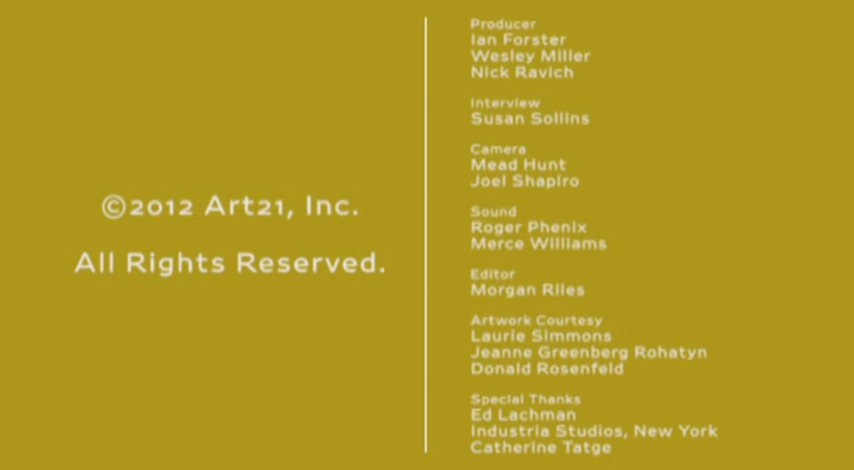 ©2012 Art21, Inc.
All Rights Reserved.
Producer
Ian Forster
Wesley Miller
Nick Ravich
Interview
Susan Sollins
Camera
Mead Hunt
Joel Shapiro
Sound
Roger Phenix
Merce Williams
Editor
Morgan Riles
Artwork Courtesy
Laurie Simmons
Jeanne Greenberg Rohatyn
Donald Rosenfeld
Special Thanks
Ed Lachman
Industria Studios, New York
Catherine Tatge